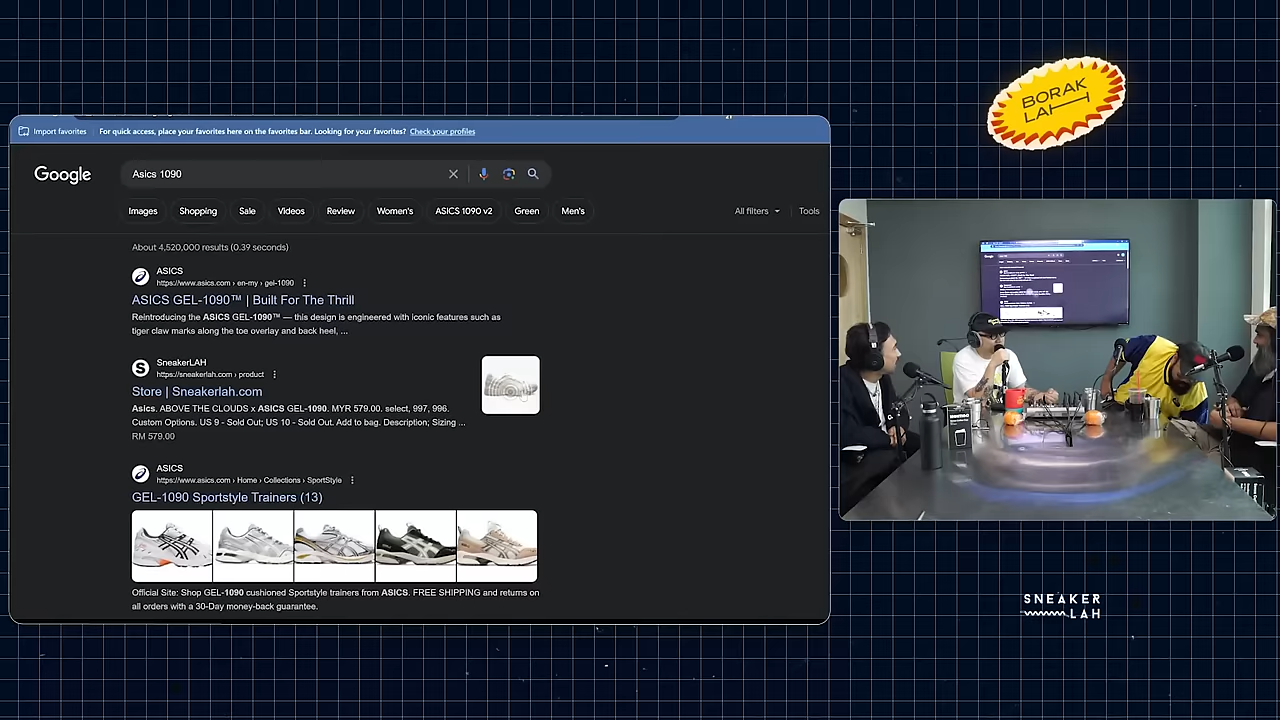 Import favorites
For quick access, place your favorites here on the favorites bar. Looking for your favorites? Check your profiles
Google
Asics 1090
Images
Shopping
Sale
Videos
Review
Women's
ASICS 1090 v2
Green
Men's
All filters
Tools
About 4,520,000 results (0.39 seconds)
ASICS
https://www.asics.com › en-my › gel-1090
ASICS GEL-1090™ | Built For The Thrill
Reintroducing the ASICS GEL-1090™ — design is engineered with iconic features such as
tiger claw marks along the toe overlay and back heel, ...
SneakerLAH
https://sneakerlah.com › product
Store | Sneakerlah.com
Asics. ABOVE THE CLOUDS x ASICS GEL-1090. MYR 579.00. select, 997, 996.
Custom Options. US 9 - Sold Out; US 10 - Sold Out. Add to bag. Description; Sizing ...
RM 579.00
ASICS
https://www.asics.com › Home › Collections › SportStyle
GEL-1090 Sportstyle Trainers (13)
Official Site: Shop GEL-1090 cushioned Sportstyle trainers from ASICS. FREE SHIPPING and returns on
all orders with a 30-Day money-back guarantee.
BORAK
LAH
SNEAKER
LAH